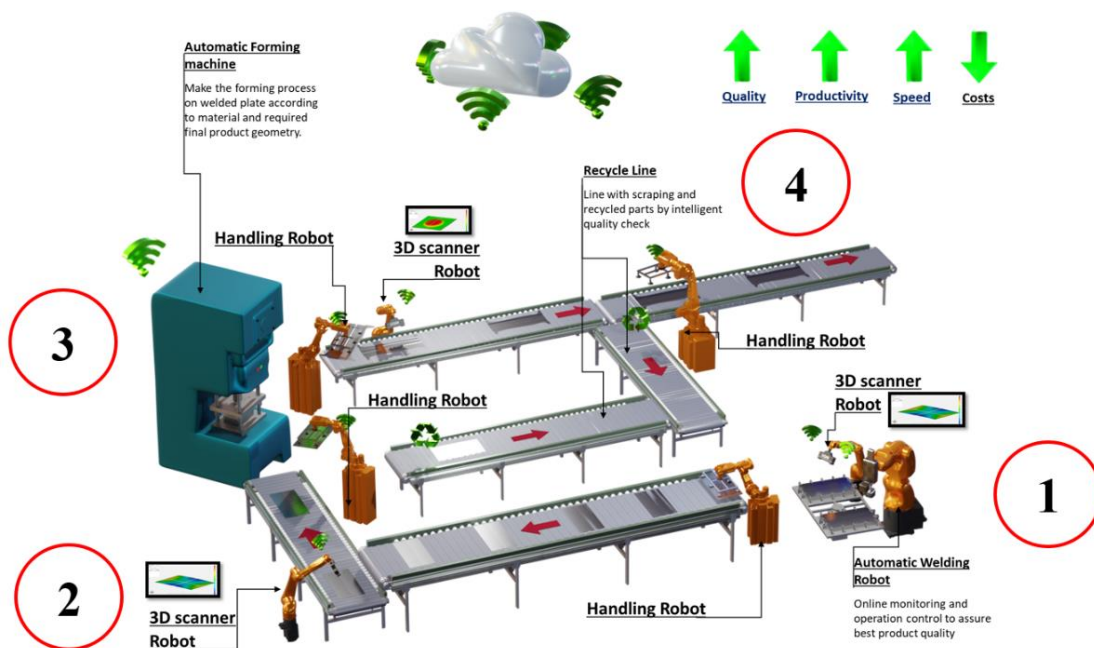 Automatic Forming
machine
Make the forming process
on welded plate according
to material and required
final product geometry.
Quality
Productivity
Speed
Costs
4
Recycle Line
Line with scraping and
recycled parts by intelligent
quality check
Handling Robot
3D scanner
Robot
3
Handling Robot
Handling Robot
3D scanner
Robot
1
2
3D scanner
Robot
Handling Robot
Automatic Welding
Robot
Online monitoring and
operation control to assure
best product quality